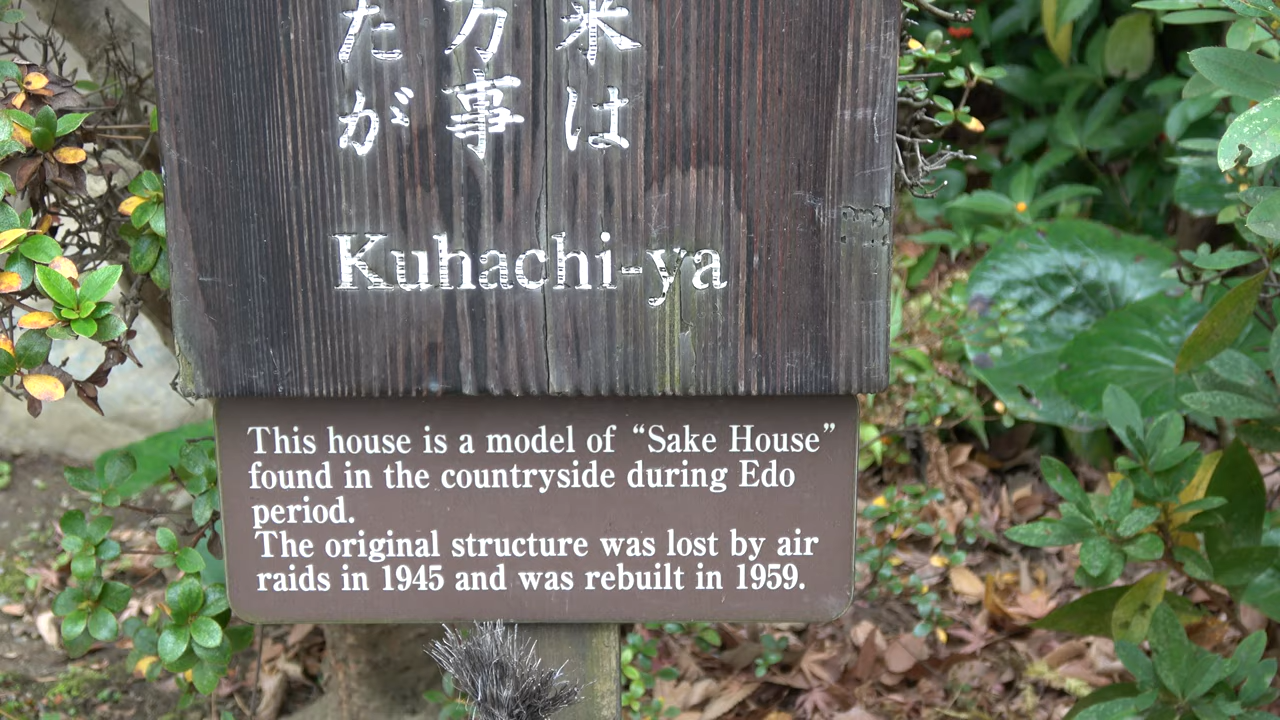 来は
万事
たが
Kuhachi-ya
This house is a model of “Sake House”
found in the countryside during Edo
period.
The original structure was lost by air
raids in 1945 and was rebuilt in 1959.